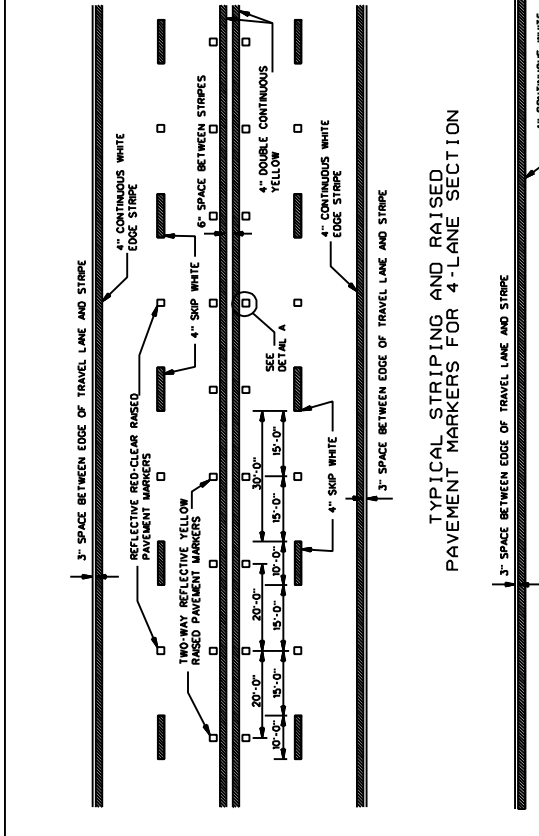 3" SPACE BETWEEN EDGE OF TRAVEL LANE AND STRIPE
4" CONTINUOUS WHITE
EDGE STRIPE
REFLECTIVE RED-CLEAR RAISED
PAVEMENT MARKERS
4" SKIP WHITE
6" SPACE BETWEEN STRIPES
TWO-WAY REFLECTIVE YELLOW
RAISED PAVEMENT MARKERS
4" DOUBLE CONTINUOUS
YELLOW
SEE
DETAIL A
20'-0"
20'-0"
30'-0"
10'-0"
15'-0"
15'-0"
10'-0"
15'-0"
15'-0"
4" SKIP WHITE
4" CONTINUOUS WHITE
EDGE STRIPE
3" SPACE BETWEEN EDGE OF TRAVEL LANE AND STRIPE
TYPICAL STRIPING AND RAISED
PAVEMENT MARKERS FOR 4-LANE SECTION
3" SPACE BETWEEN EDGE OF TRAVEL LANE AND STRIPE